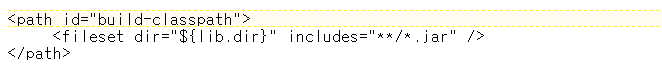 <path id="build-classpath">
     <fileset dir="${lib.dir}" includes="**/*.jar" />
</path>